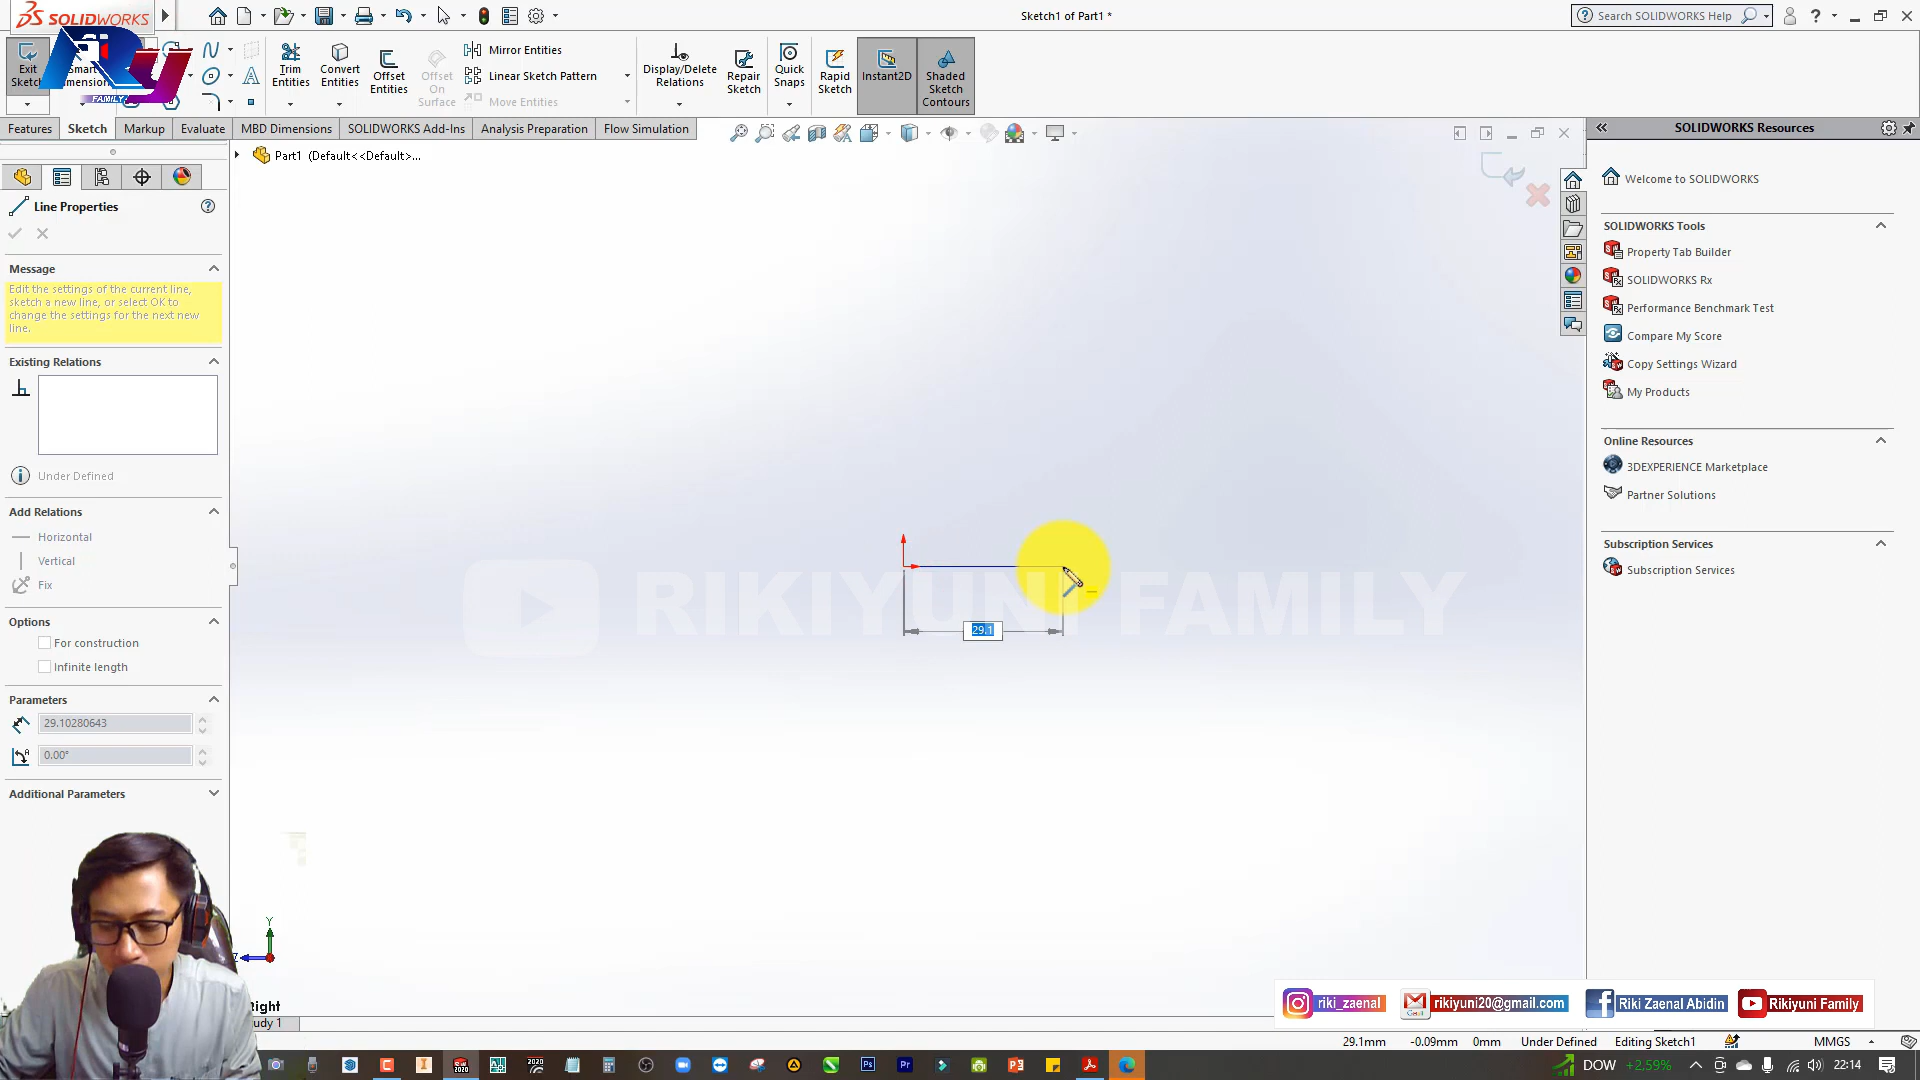 SOLIDWORKS
Sketch1 of Part1 *
Search SOLIDWORKS Help
Exit Sketch
Smart Dimension
Trim Entities
Convert Entities
Offset Entities
Offset On Surface
Mirror Entities
Linear Sketch Pattern
Move Entities
Display/Delete Relations
Repair Sketch
Quick Snaps
Rapid Sketch
Instant2D
Shaded Sketch Contours
RY
FAMILY
Features
Sketch
Markup
Evaluate
MBD Dimensions
SOLIDWORKS Add-Ins
Analysis Preparation
Flow Simulation
Part1 (Default<<Default>...
Line Properties
Message
Edit the settings of the current line,
sketch a new line, or select OK to
change the settings for the next new
line.
Existing Relations
Under Defined
Add Relations
Horizontal
Vertical
Fix
Options
For construction
Infinite length
Parameters
29.10280643
0.00°
Additional Parameters
29.1
RIKIYUNI FAMILY
Y
Z
Right
udy 1
SOLIDWORKS Resources
Welcome to SOLIDWORKS
SOLIDWORKS Tools
Property Tab Builder
SOLIDWORKS Rx
Performance Benchmark Test
Compare My Score
Copy Settings Wizard
My Products
Online Resources
3DEXPERIENCE Marketplace
Partner Solutions
Subscription Services
Subscription Services
riki_zaenal
rikiyuni20@gmail.com
Riki Zaenal Abidin
Rikiyuni Family
29.1mm
-0.09mm
0mm
Under Defined
Editing Sketch1
MMGS
DOW
+2,59%
22:14